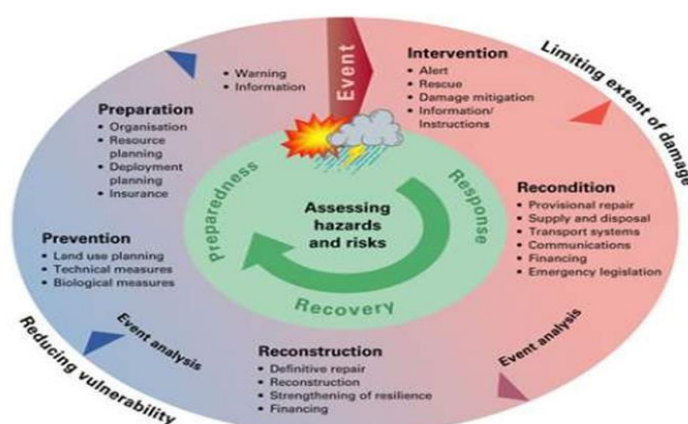 Event
Intervention
• Alert
• Rescue
• Damage mitigation
• Information/
Instructions
Limiting extent of damage
Recondition
• Provisional repair
• Supply and disposal
• Transport systems
• Communications
• Financing
• Emergency legislation
Event analysis
Reconstruction
• Definitive repair
• Reconstruction
• Strengthening of resilience
• Financing
Event analysis
Reducing vulnerability
Prevention
• Land use planning
• Technical measures
• Biological measures
Preparation
• Organisation
• Resource
planning
• Deployment
planning
• Insurance
• Warning
• Information
Preparedness
Response
Recovery
Assessing
hazards
and risks